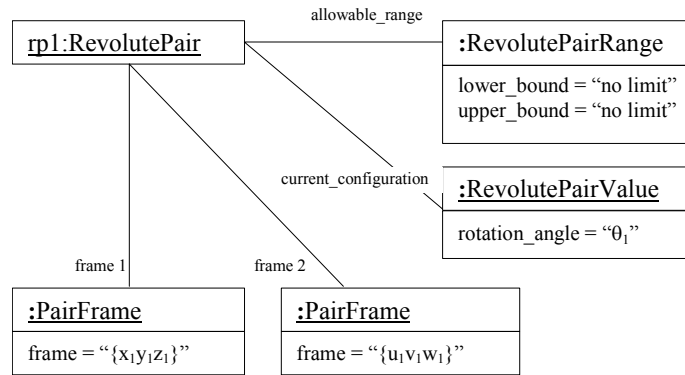 allowable_range
rp1:RevolutePair
:RevolutePairRange
lower_bound = “no limit”
upper_bound = “no limit”
current_configuration
:RevolutePairValue
rotation_angle = “θ₁”
frame 1
frame 2
:PairFrame
frame = “{x₁y₁z₁}”
:PairFrame
frame = “{u₁v₁w₁}”